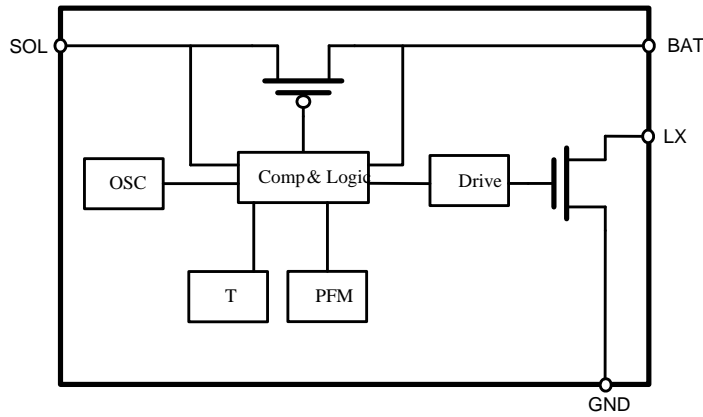 SOL
BAT
LX
OSC
Comp & Logic
Drive
T
PFM
GND